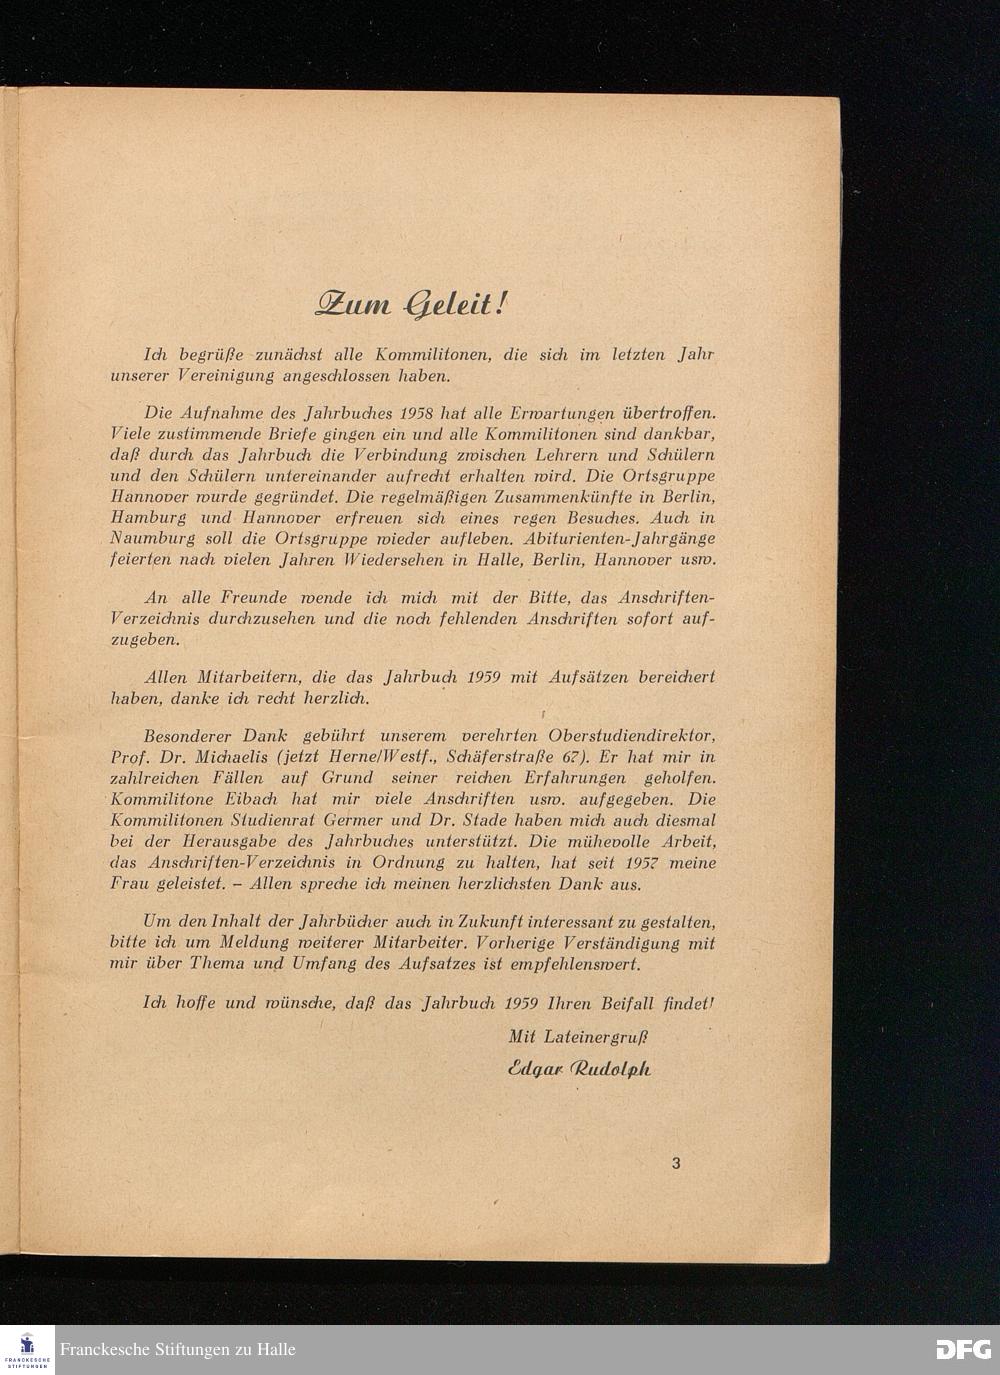 Zum Geleit!
Ich begrüße zunächst alle Kommilitonen, die sich im letzten Jahr
unserer Vereinigung angeschlossen haben.
Die Aufnahme des Jahrbuches 1958 hat alle Erwartungen übertroffen.
Viele zustimmende Briefe gingen ein und alle Kommilitonen sind dankbar,
daß durch das Jahrbuch die Verbindung zwischen Lehrern und Schülern
und den Schülern untereinander aufrecht erhalten wird. Die Ortsgruppe
Hannover wurde gegründet. Die regelmäßigen Zusammenkünfte in Berlin,
Hamburg und Hannover erfreuen sich eines regen Besuches. Auch in
Naumburg soll die Ortsgruppe wieder aufleben. Abiturienten-Jahrgänge
feierten nach vielen Jahren Wiedersehen in Halle, Berlin, Hannover usw.
An alle Freunde wende ich mich mit der Bitte, das Anschriften-
Verzeichnis durchzusehen und die noch fehlenden Anschriften sofort auf-
zugeben.
Allen Mitarbeitern, die das Jahrbuch 1959 mit Aufsätzen bereichert
haben, danke ich recht herzlich.
Besonderer Dank gebührt unserem verehrten Oberstudiendirektor,
Prof. Dr. Michaelis (jetzt Herne/Westf., Schäferstraße 67). Er hat mir in
zahlreichen Fällen auf Grund seiner reichen Erfahrungen geholfen.
Kommilitone Eibach hat mir viele Anschriften usw. aufgegeben. Die
Kommilitonen Studienrat Germer und Dr. Stade haben mich auch diesmal
bei der Herausgabe des Jahrbuches unterstützt. Die mühevolle Arbeit,
das Anschriften-Verzeichnis in Ordnung zu halten, hat seit 1957 meine
Frau geleistet. – Allen spreche ich meinen herzlichsten Dank aus.
Um den Inhalt der Jahrbücher auch in Zukunft interessant zu gestalten,
bitte ich um Meldung weiterer Mitarbeiter. Vorherige Verständigung mit
mir über Thema und Umfang des Aufsatzes ist empfehlenswert.
Ich hoffe und wünsche, daß das Jahrbuch 1959 Ihren Beifall findet!
Mit Lateinergruß
Edgar Rudolph
3
FRANCKESCHE
STIFTUNGEN
Franckesche Stiftungen zu Halle
DFG